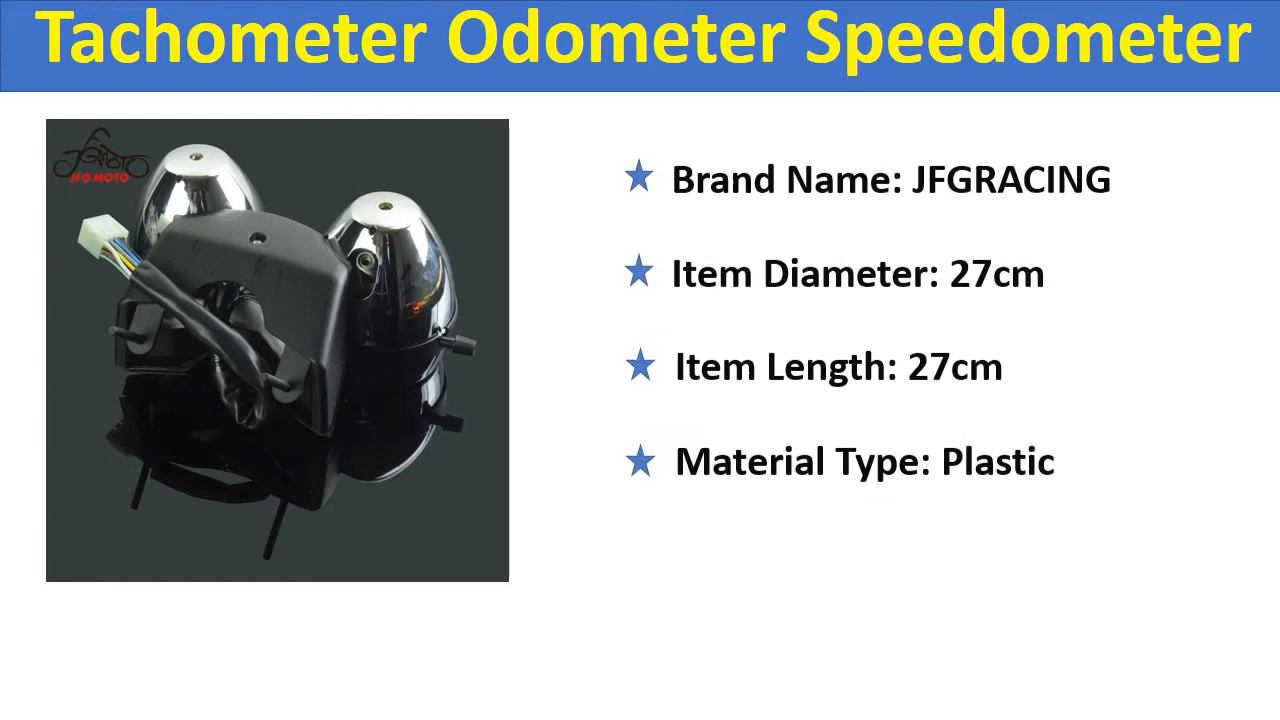 Tachometer Odometer Speedometer
JFG MOTO
Brand Name: JFGRACING
Item Diameter: 27cm
Item Length: 27cm
Material Type: Plastic